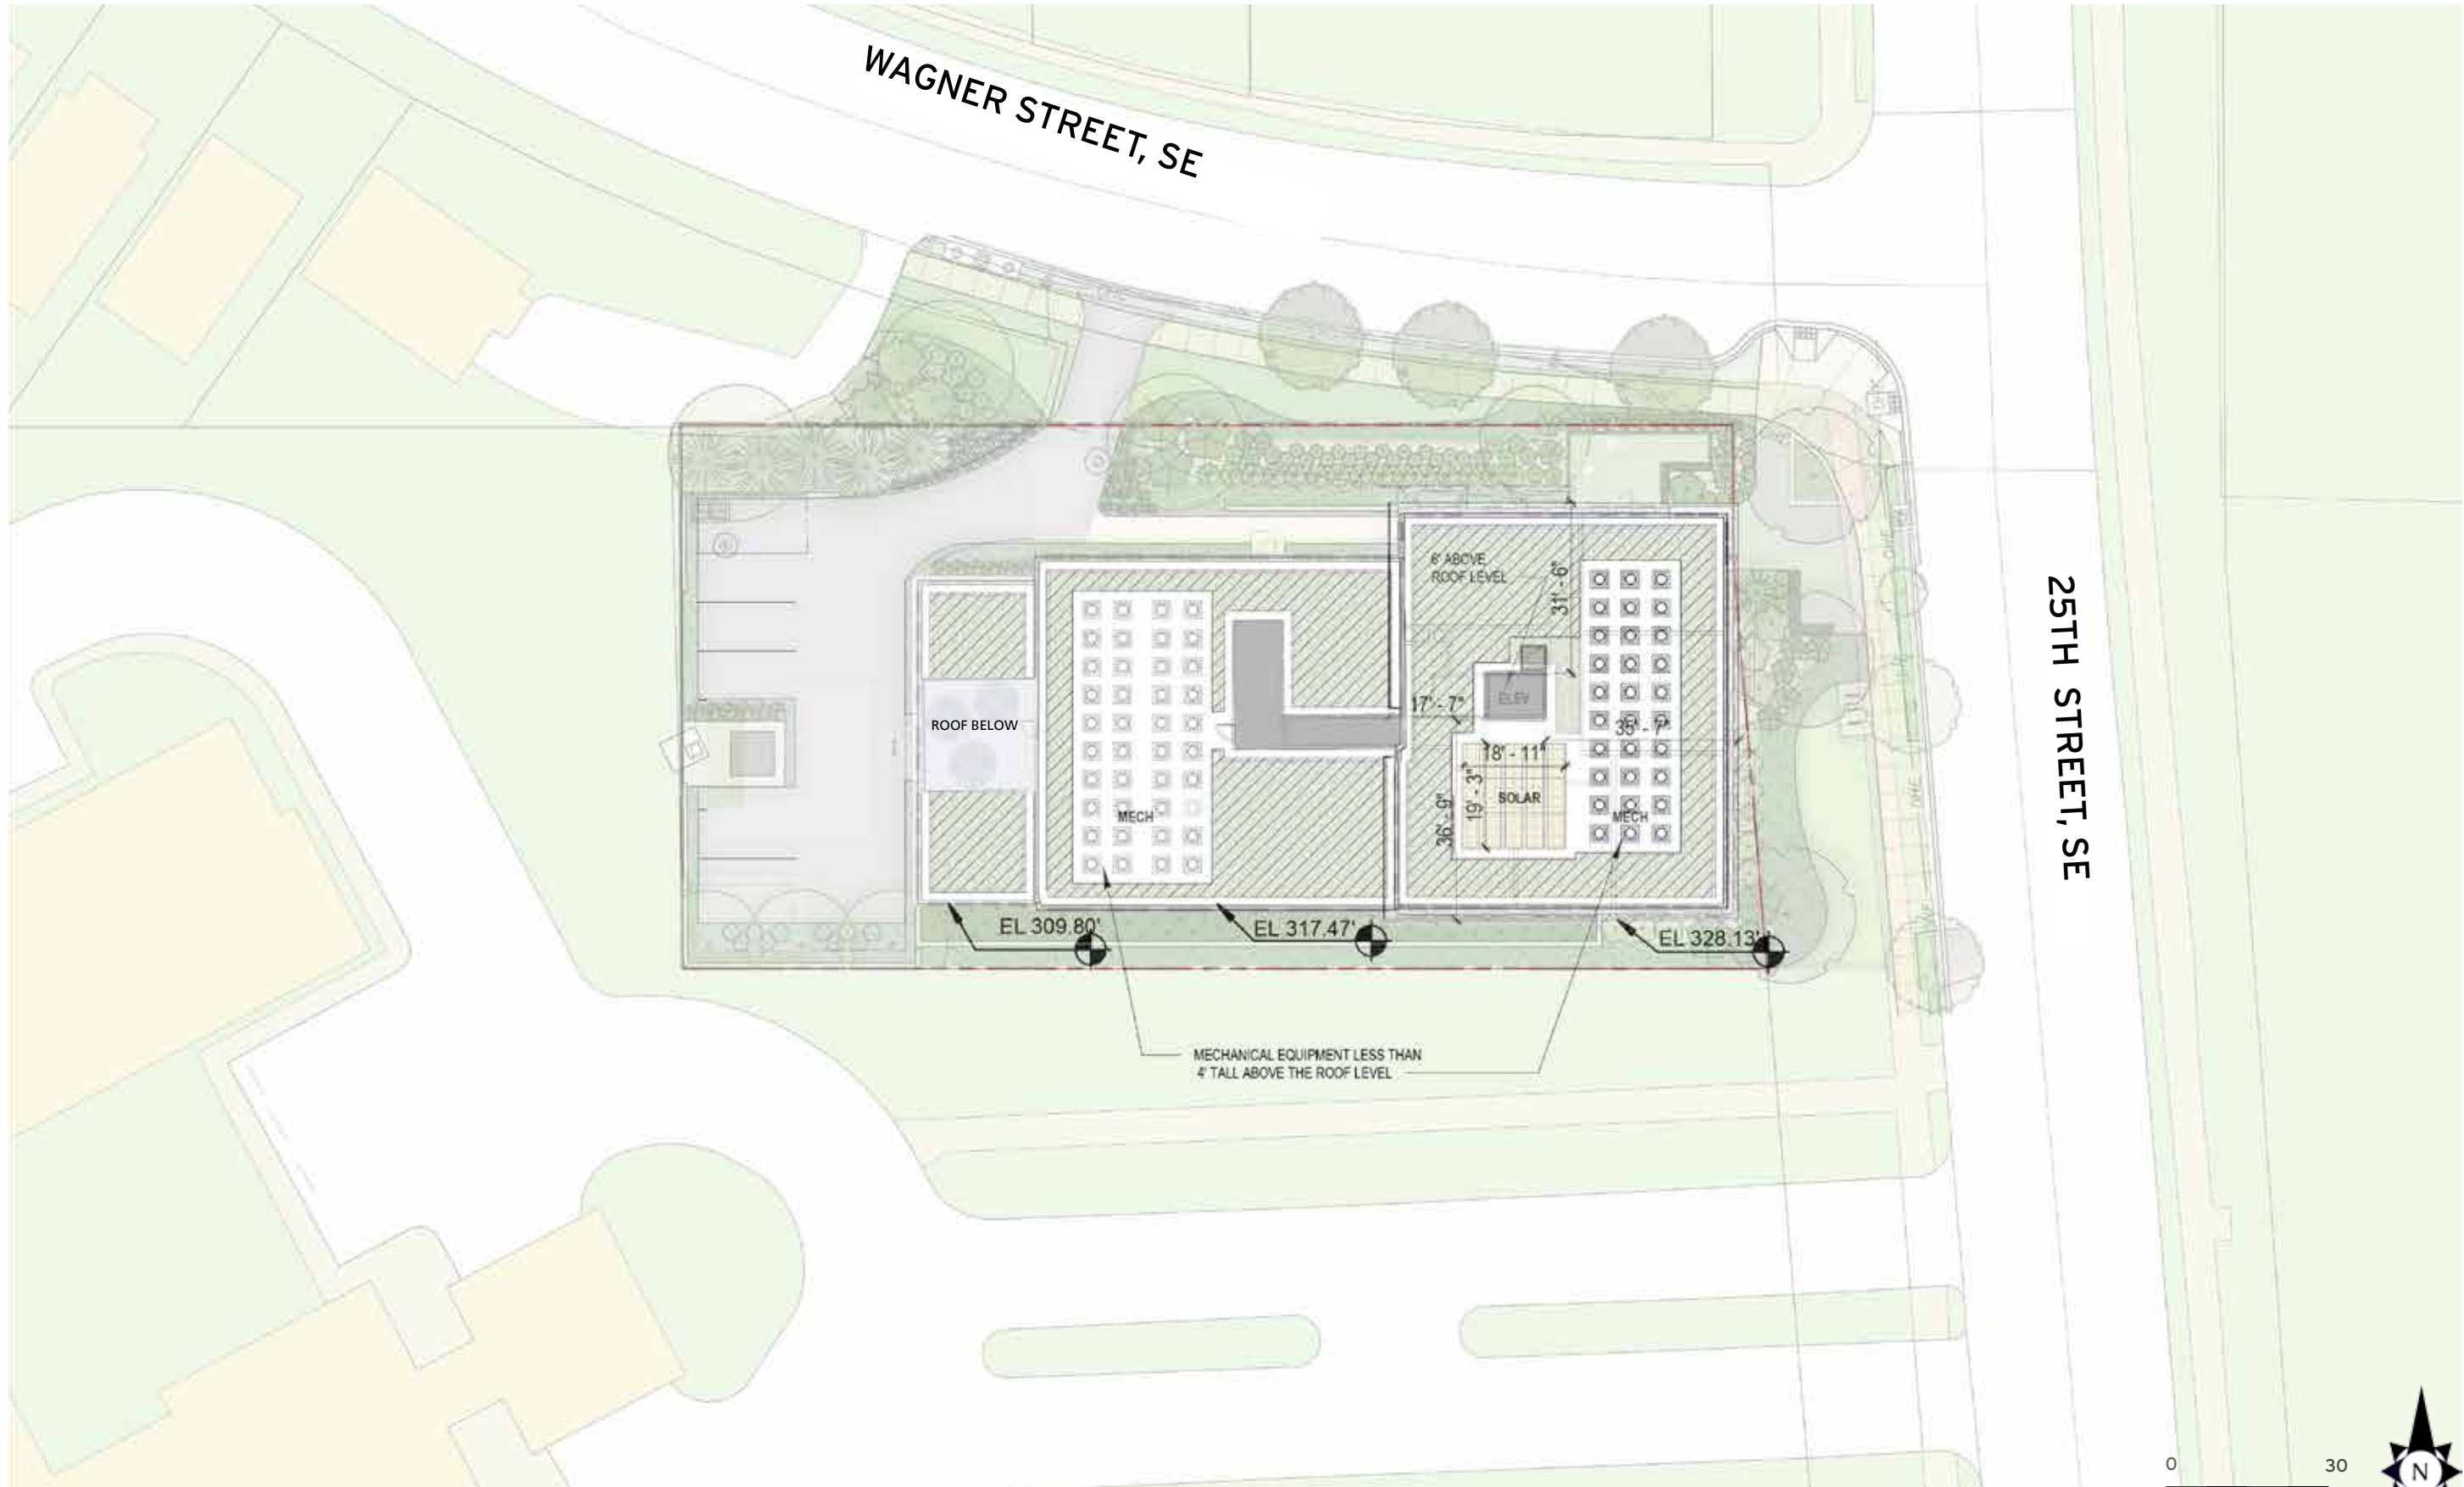 WAGNER STREET, SE
25TH STREET, SE
6' ABOVE
ROOF LEVEL
31' - 6"
ELEV
17' - 7"
35' - 7"
18' - 11"
19' - 3"
36' - 9"
SOLAR
MECH
MECH
ROOF BELOW
EL 309.80'
EL 317.47'
EL 328.13'
MECHANICAL EQUIPMENT LESS THAN
4' TALL ABOVE THE ROOF LEVEL
OHE
OHE
0 30
N